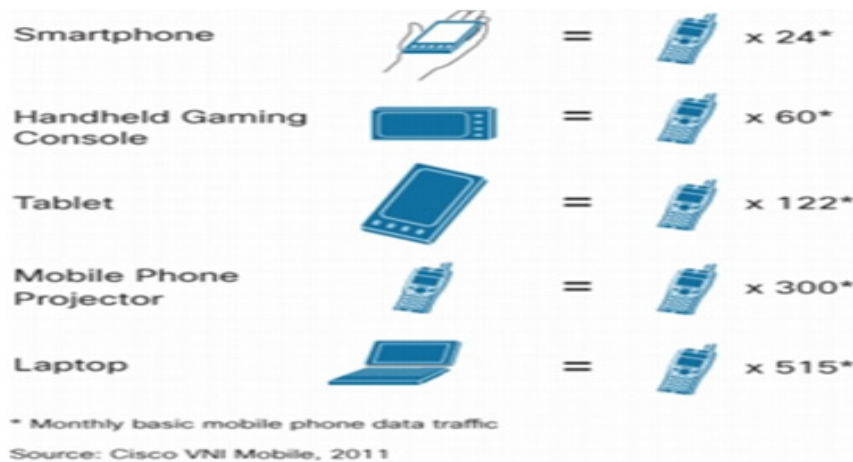 Smartphone = x 24*
Handheld Gaming
Console = x 60*
Tablet = x 122*
Mobile Phone
Projector = x 300*
Laptop = x 515*
* Monthly basic mobile phone data traffic
Source: Cisco VNI Mobile, 2011